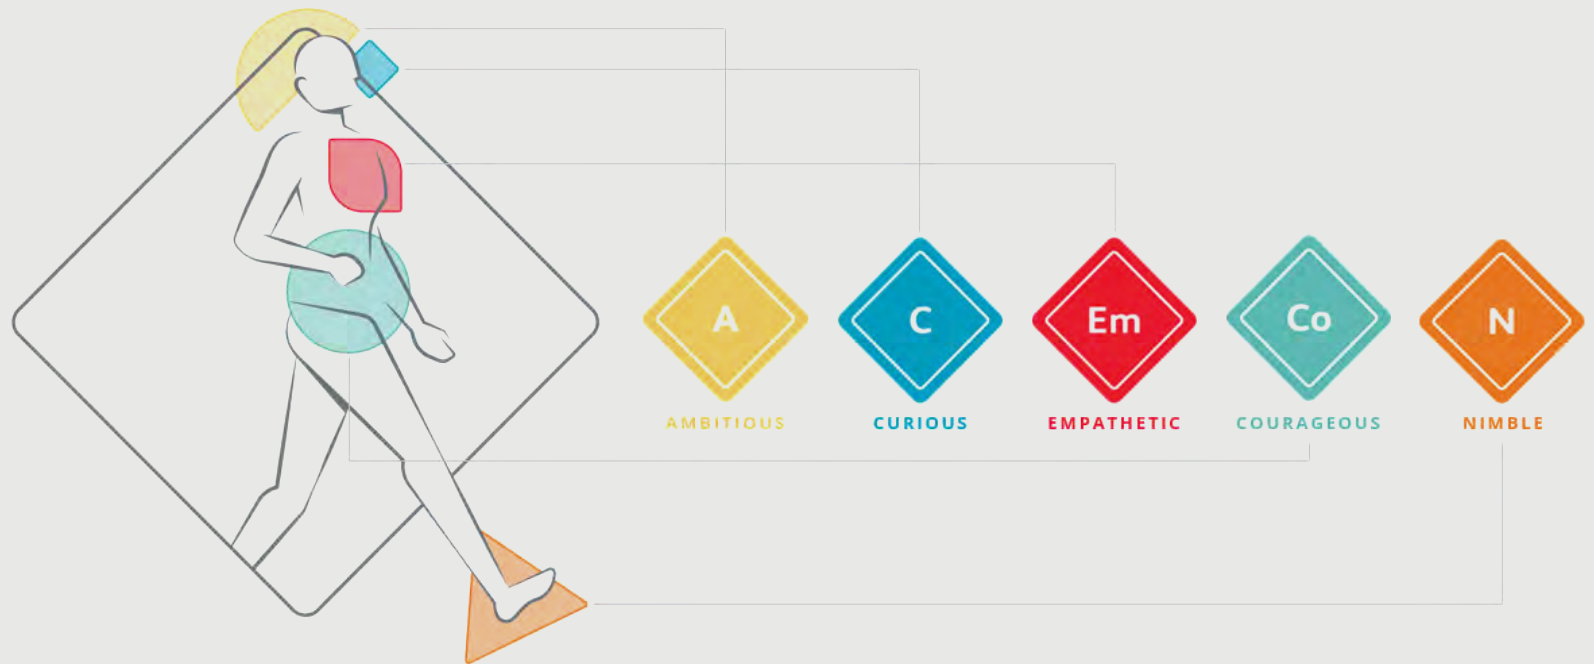 A
C
Em
Co
N
AMBITIOUS
CURIOUS
EMPATHETIC
COURAGEOUS
NIMBLE